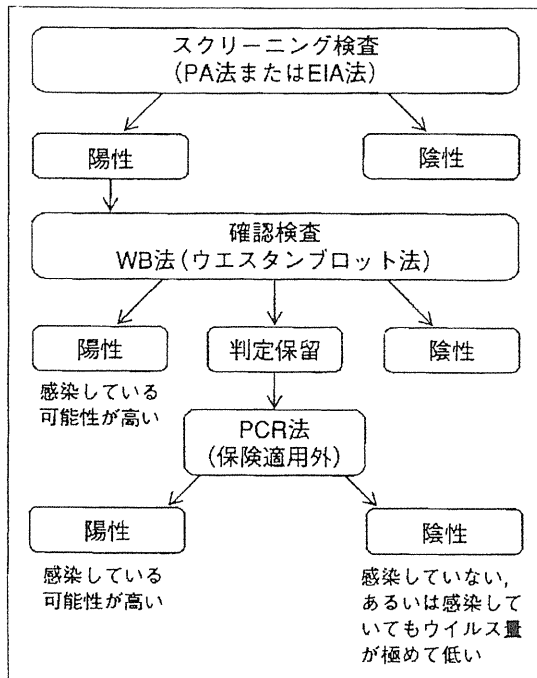 スクリーニング検査
(PA法またはEIA法)
陽性
陰性
確認検査
WB法(ウエスタンブロット法)
陽性
判定保留
陰性
感染している
可能性が高い
PCR法
(保険適用外)
陽性
陰性
感染している
可能性が高い
感染していない,
あるいは感染して
いてもウイルス量
が極めて低い